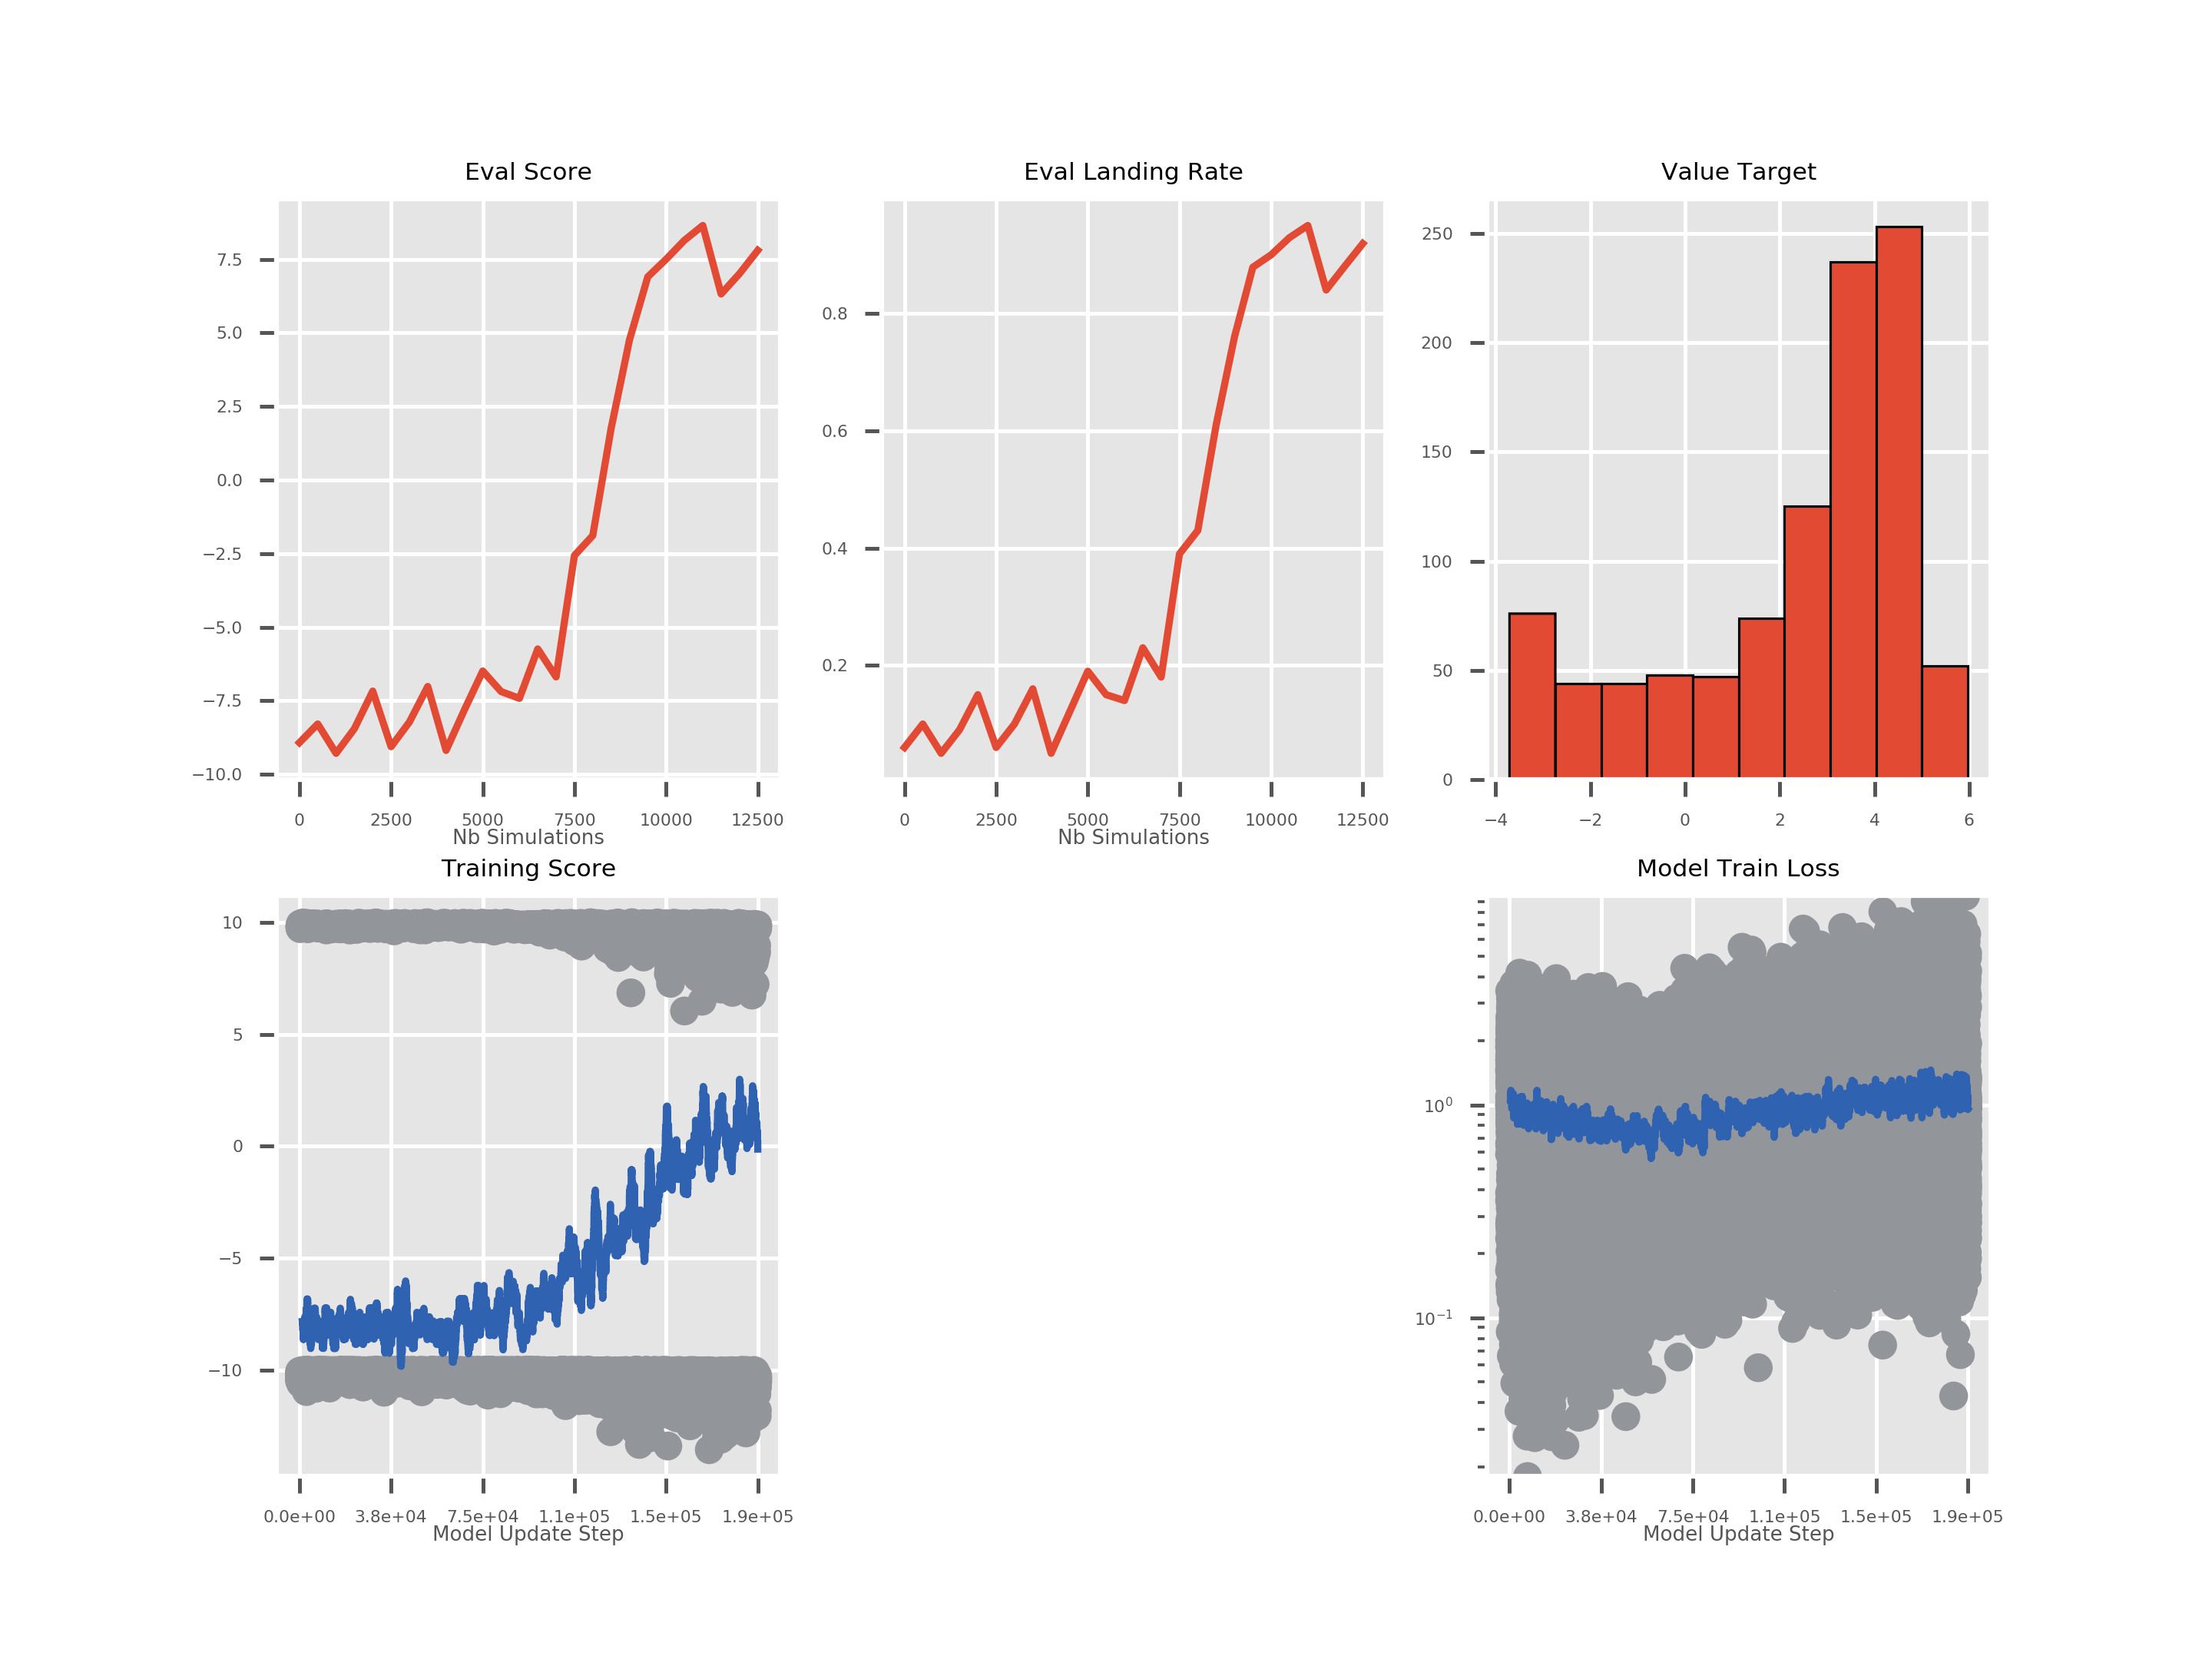 Eval Score
7.5
5.0
2.5
0.0
−2.5
−5.0
−7.5
−10.0
0 2500 5000 7500 10000 12500
Nb Simulations
Eval Landing Rate
0.8
0.6
0.4
0.2
0 2500 5000 7500 10000 12500
Nb Simulations
Value Target
250
200
150
100
50
0
−4 −2 0 2 4 6
Training Score
10
5
0
−5
−10
0.0e+00 3.8e+04 7.5e+04 1.1e+05 1.5e+05 1.9e+05
Model Update Step
Model Train Loss
10⁰
10⁻¹
0.0e+00 3.8e+04 7.5e+04 1.1e+05 1.5e+05 1.9e+05
Model Update Step